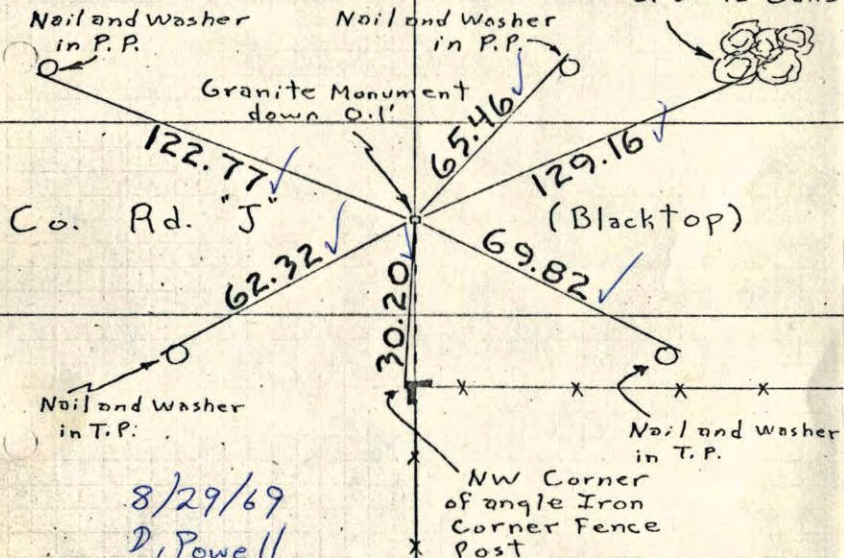 Nail and Washer
in P.P.
Nail and Washer
in P.P.
Granite Monument
down 0.1'
122.77
65.46
129.16
Co. Rd. "J"
(Blacktop)
62.32
30.20
69.82
Nail and Washer
in T.P.
Nail and Washer
in T.P.
NW Corner
of angle Iron
Corner Fence
Post
8/29/69
D. Powell